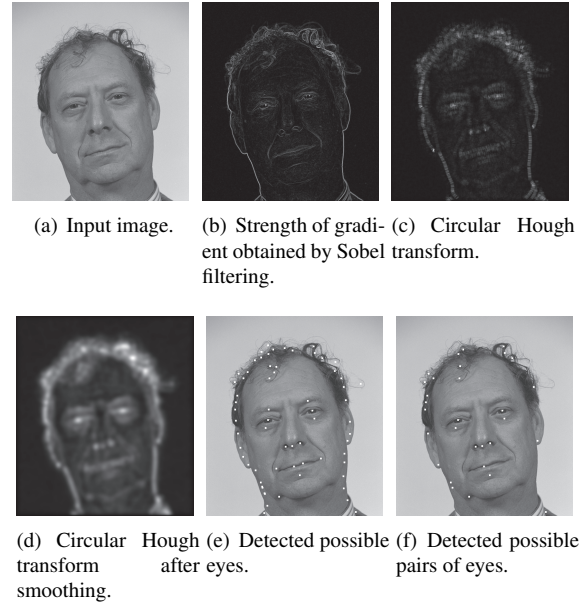 (a) Input image.
(b) Strength of gradi-
ent obtained by Sobel
filtering.
(c) Circular Hough
transform.
(d) Circular Hough
transform after
smoothing.
(e) Detected possible
eyes.
(f) Detected possible
pairs of eyes.